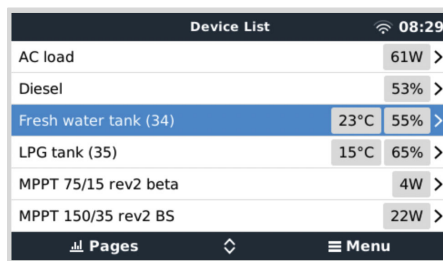 Device List 08:29
AC load 61W
Diesel 53%
Fresh water tank (34) 23°C 55%
LPG tank (35) 15°C 65%
MPPT 75/15 rev2 beta 4W
MPPT 150/35 rev2 BS 22W
Pages Menu